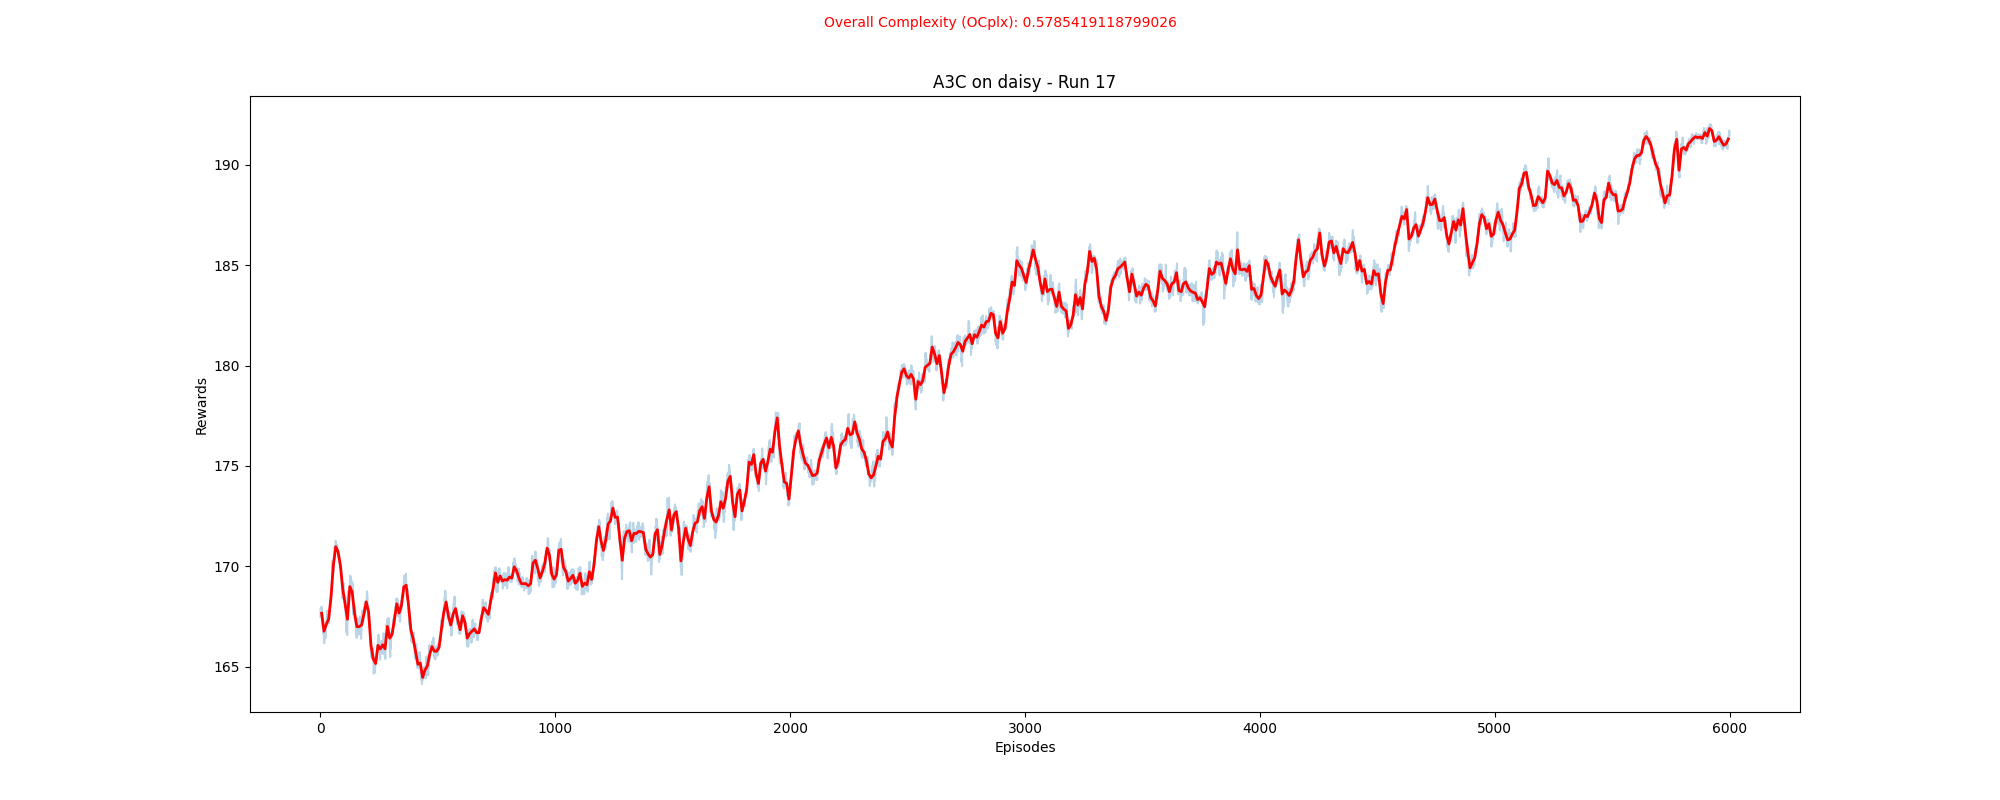 Overall Complexity (OCplx): 0.5785419118799026
A3C on daisy - Run 17
190
185
180
175
170
165
Rewards
0 1000 2000 3000 4000 5000 6000
Episodes